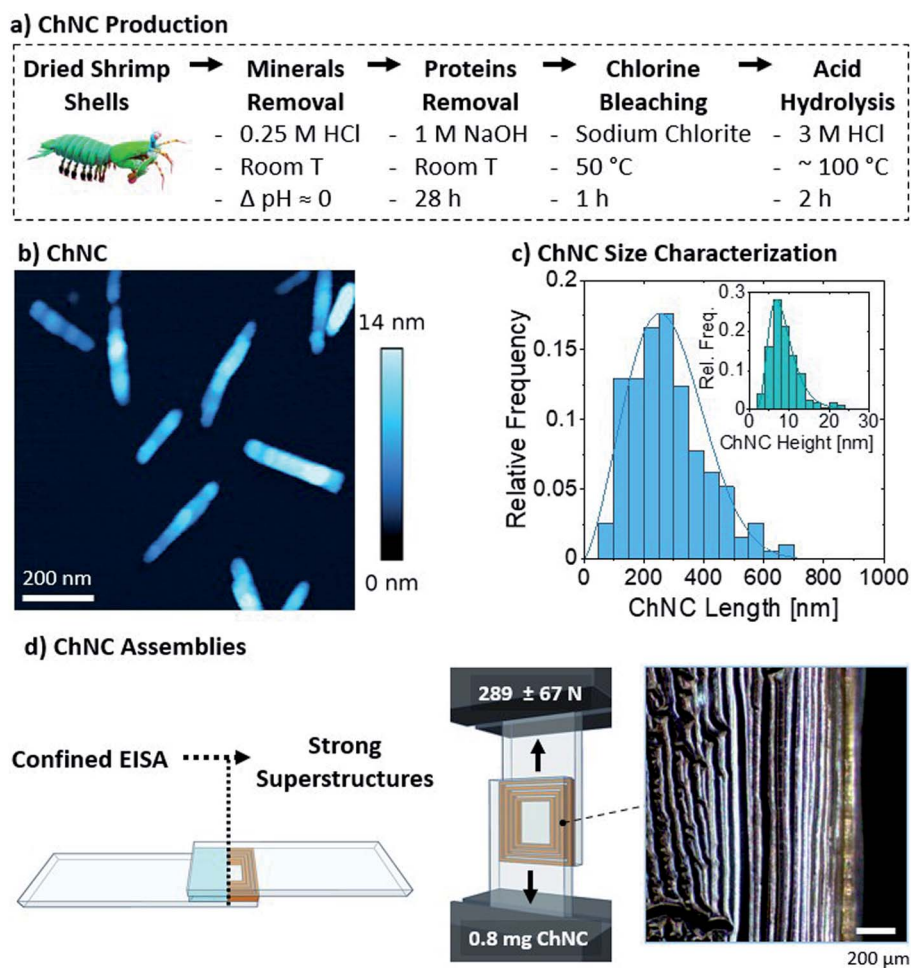 a) ChNC Production
Dried Shrimp
Shells
Minerals
Removal
- 0.25 M HCl
- Room T
- Δ pH ≈ 0
Proteins
Removal
- 1 M NaOH
- Room T
- 28 h
Chlorine
Bleaching
- Sodium Chlorite
- 50 °C
- 1 h
Acid
Hydrolysis
- 3 M HCl
- ~ 100 °C
- 2 h
b) ChNC
14 nm
0 nm
200 nm
c) ChNC Size Characterization
Relative Frequency
0.2
0.15
0.1
0.05
0
0 200 400 600 800 1000
ChNC Length [nm]
Rel. Freq.
0.3
0.2
0.1
0
0 10 20 30
ChNC Height [nm]
d) ChNC Assemblies
Confined EISA
Strong
Superstructures
289 ± 67 N
0.8 mg ChNC
200 μm